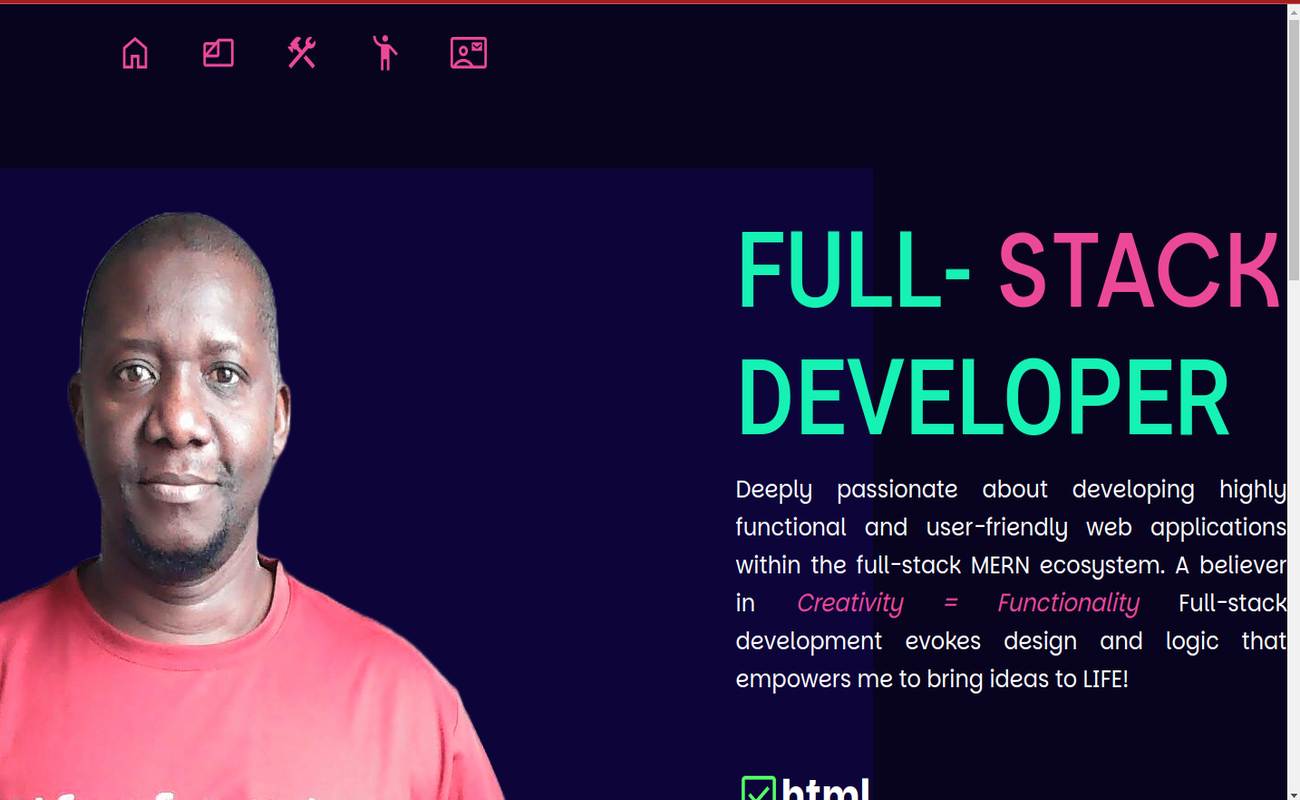 FULL- STACK
DEVELOPER
Deeply passionate about developing highly
functional and user-friendly web applications
within the full-stack MERN ecosystem. A believer
in Creativity = Functionality Full-stack
development evokes design and logic that
empowers me to bring ideas to LIFE!
html